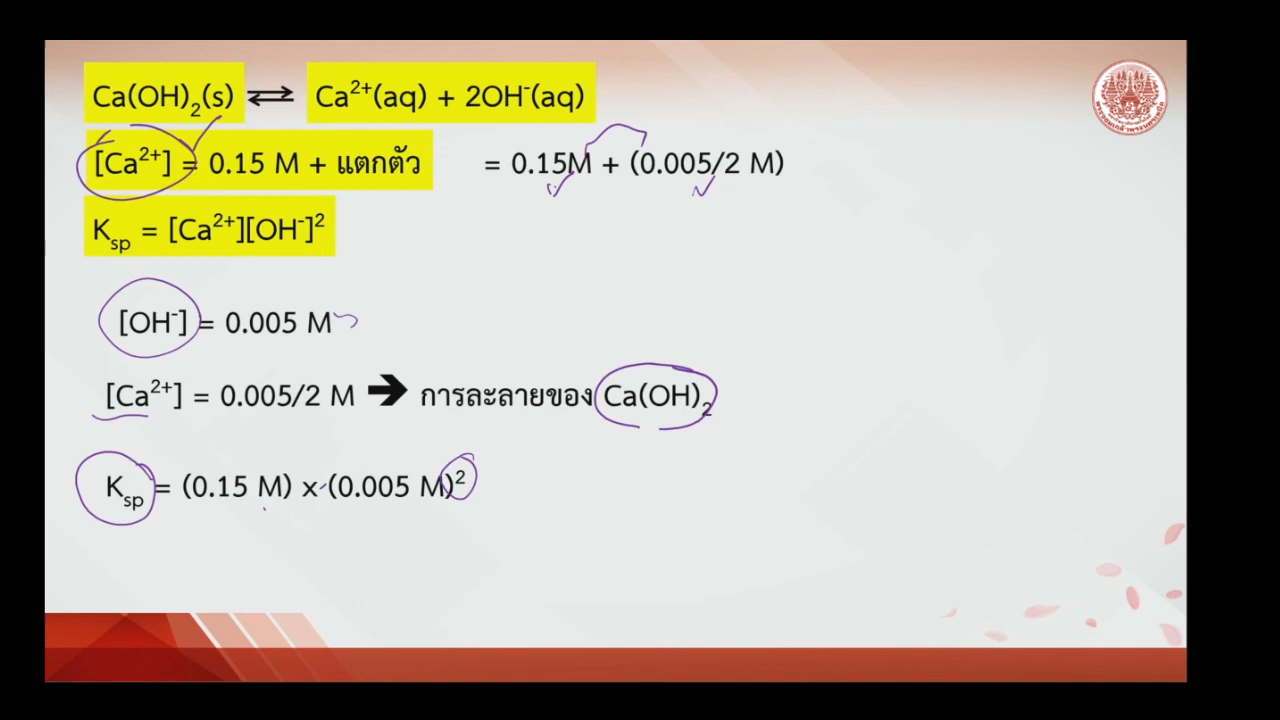 Ca(OH)₂(s) ⇌ Ca²⁺(aq) + 2OH⁻(aq)
[Ca²⁺] = 0.15 M + แตกตัว = 0.15M + (0.005/2 M)
Kₛₚ = [Ca²⁺][OH⁻]²
[OH⁻] = 0.005 M
[Ca²⁺] = 0.005/2 M ➔ การละลายของ Ca(OH)₂
Kₛₚ = (0.15 M) x (0.005 M)²